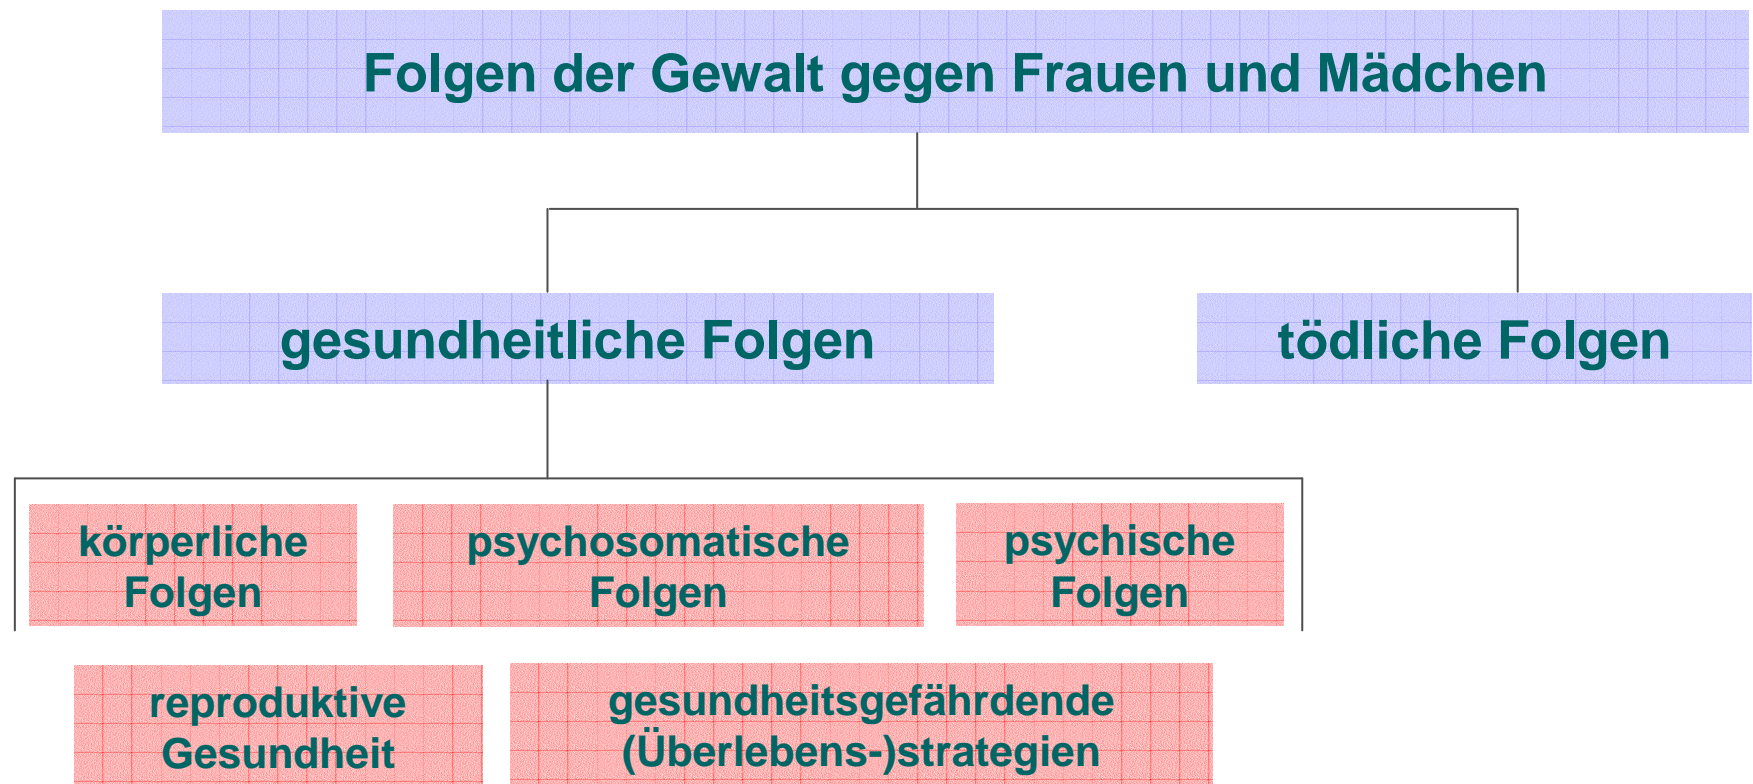 Folgen der Gewalt gegen Frauen und Mädchen
gesundheitliche Folgen
tödliche Folgen
körperliche
Folgen
psychosomatische
Folgen
psychische
Folgen
reproduktive
Gesundheit
gesundheitsgefährdende
(Überlebens-)strategien